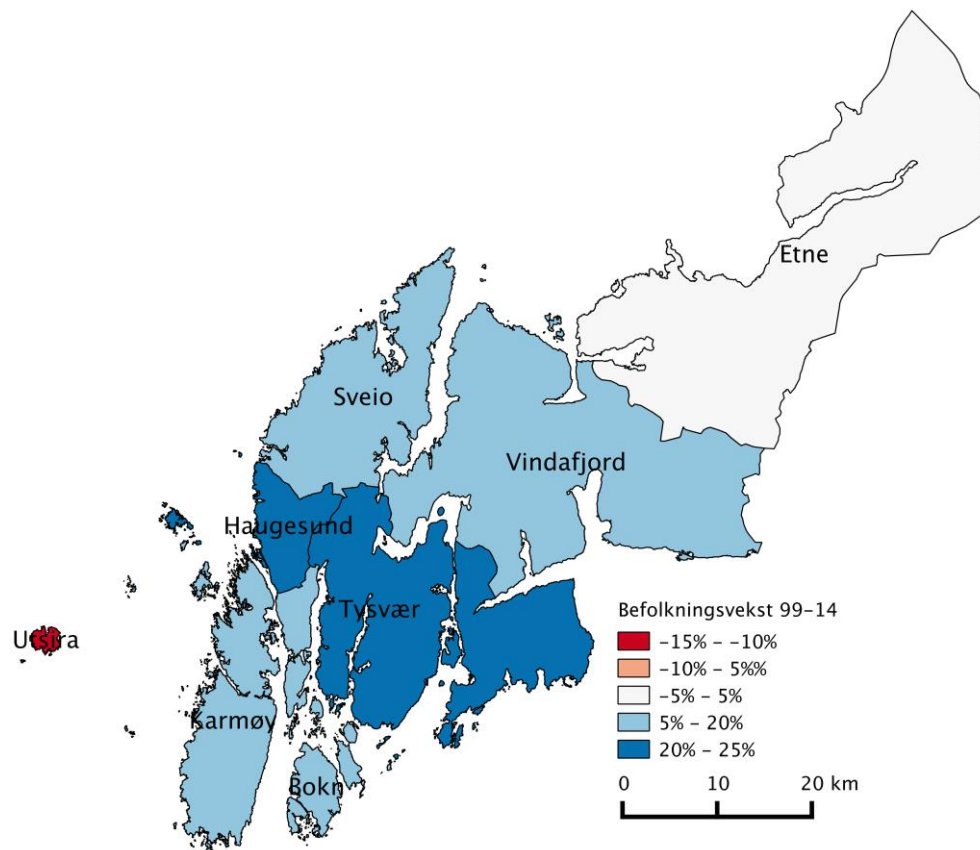 Etne
Sveio
Vindafjord
Haugesund
Tysvær
Utsira
Karmøy
Bokn
Befolkningsvekst 99-14
-15% - -10%
-10% - 5%%
-5% - 5%
5% - 20%
20% - 25%
0 10 20 km